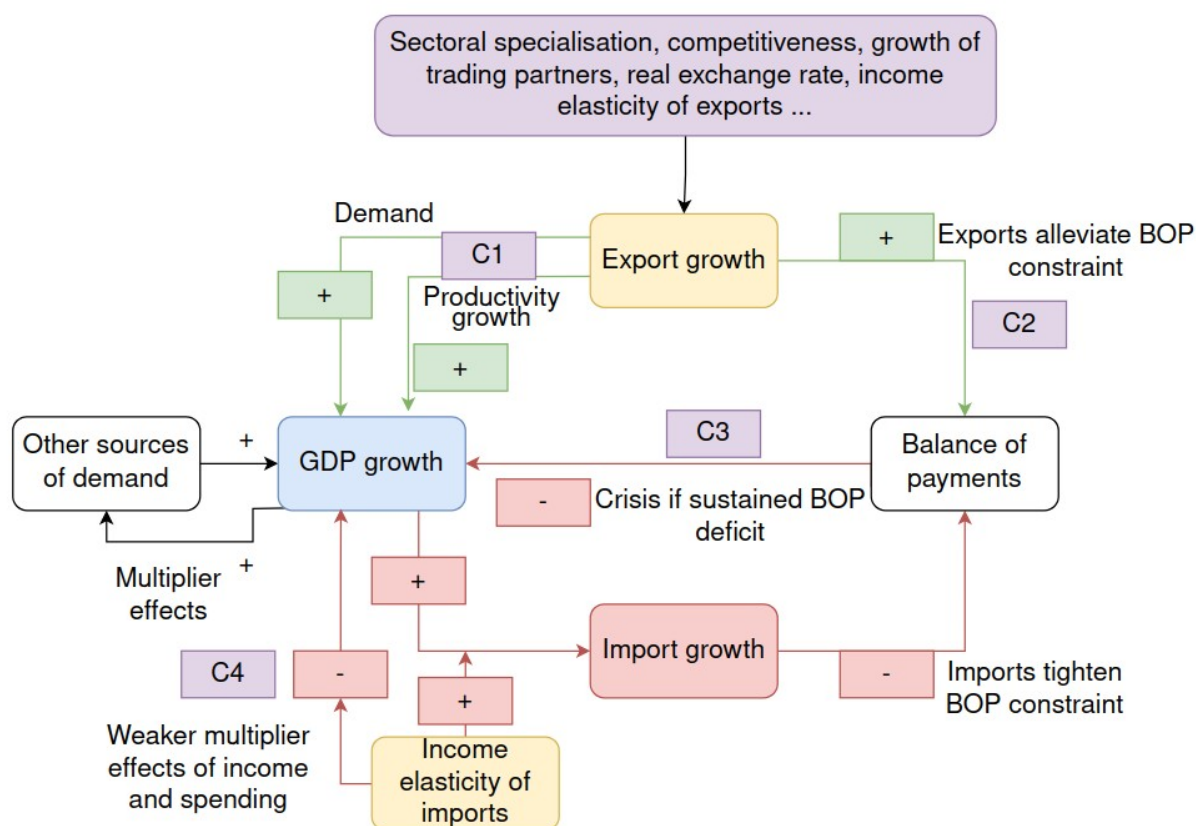 Sectoral specialisation, competitiveness, growth of
trading partners, real exchange rate, income
elasticity of exports ...
Demand
C1
Export growth
+
Exports alleviate BOP
constraint
+
Productivity
growth
C2
+
Other sources
of demand
+
GDP growth
C3
Balance of
payments
-
Crisis if sustained BOP
deficit
+
Multiplier
effects
+
C4
-
Import growth
-
Imports tighten
BOP constraint
+
Weaker multiplier
effects of income
and spending
Income
elasticity of
imports